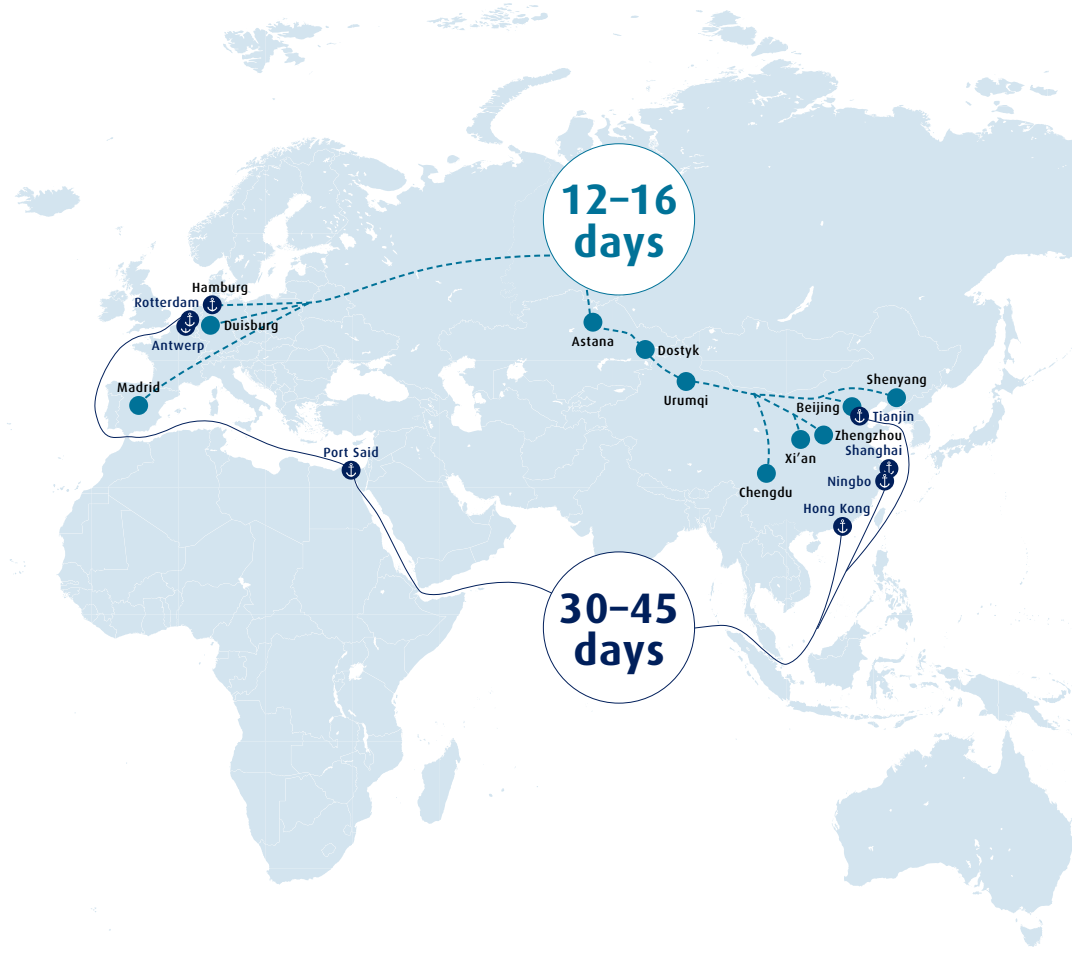 12–16
days
Hamburg
Rotterdam
Duisburg
Antwerp
Madrid
Astana
Dostyk
Urumqi
Shenyang
Beijing
Tianjin
Zhengzhou
Shanghai
Xi'an
Ningbo
Chengdu
Hong Kong
Port Said
30–45
days